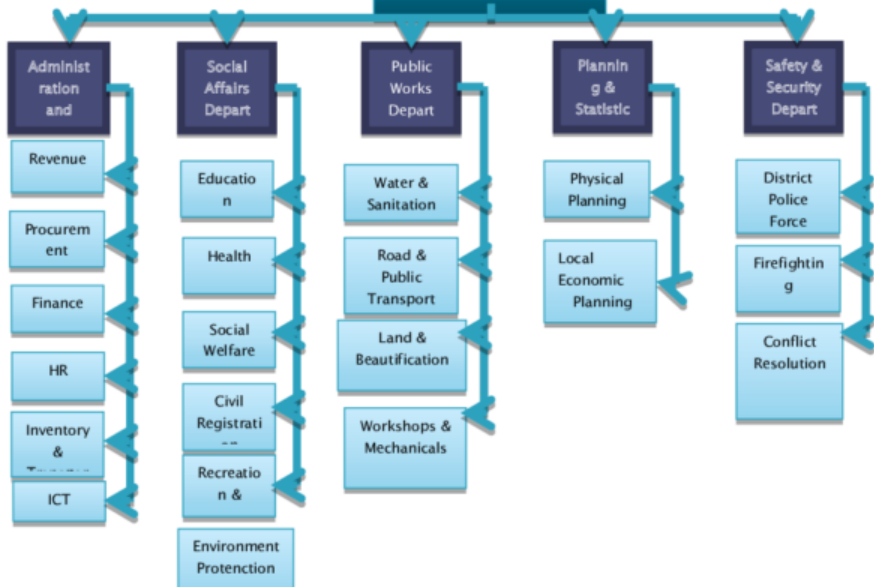 Administ
ration
and
Social
Affairs
Depart
Public
Works
Depart
Plannin
g &
Statistic
Safety &
Security
Depart
Revenue
Procurem
ent
Finance
HR
Inventory
&
ICT
Educatio
n
Health
Social
Welfare
Civil
Registrati
Recreatio
n &
Environment
Protenction
Water &
Sanitation
Road &
Public
Transport
Land &
Beautification
Workshops &
Mechanicals
Physical
Planning
Local
Economic
Planning
District
Police
Force
Firefightin
g
Conflict
Resolution